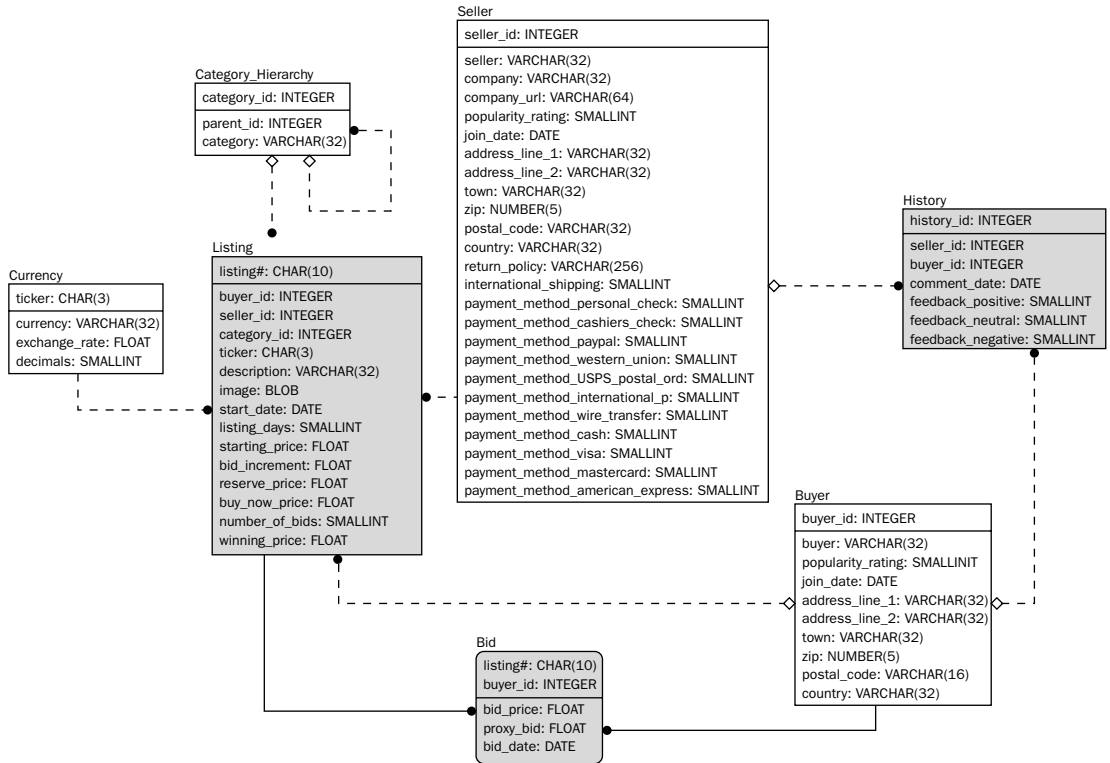 Seller
seller_id: INTEGER
seller: VARCHAR(32)
company: VARCHAR(32)
company_url: VARCHAR(64)
popularity_rating: SMALLINT
join_date: DATE
address_line_1: VARCHAR(32)
address_line_2: VARCHAR(32)
town: VARCHAR(32)
zip: NUMBER(5)
postal_code: VARCHAR(32)
country: VARCHAR(32)
return_policy: VARCHAR(256)
international_shipping: SMALLINT
payment_method_personal_check: SMALLINT
payment_method_cashiers_check: SMALLINT
payment_method_paypal: SMALLINT
payment_method_western_union: SMALLINT
payment_method_USPS_postal_ord: SMALLINT
payment_method_international_p: SMALLINT
payment_method_wire_transfer: SMALLINT
payment_method_cash: SMALLINT
payment_method_visa: SMALLINT
payment_method_mastercard: SMALLINT
payment_method_american_express: SMALLINT
Category_Hierarchy
category_id: INTEGER
parent_id: INTEGER
category: VARCHAR(32)
History
history_id: INTEGER
seller_id: INTEGER
buyer_id: INTEGER
comment_date: DATE
feedback_positive: SMALLINT
feedback_neutral: SMALLINT
feedback_negative: SMALLINT
Listing
listing#: CHAR(10)
buyer_id: INTEGER
seller_id: INTEGER
category_id: INTEGER
ticker: CHAR(3)
description: VARCHAR(32)
image: BLOB
start_date: DATE
listing_days: SMALLINT
starting_price: FLOAT
bid_increment: FLOAT
reserve_price: FLOAT
buy_now_price: FLOAT
number_of_bids: SMALLINT
winning_price: FLOAT
Currency
ticker: CHAR(3)
currency: VARCHAR(32)
exchange_rate: FLOAT
decimals: SMALLINT
Buyer
buyer_id: INTEGER
buyer: VARCHAR(32)
popularity_rating: SMALLINIT
join_date: DATE
address_line_1: VARCHAR(32)
address_line_2: VARCHAR(32)
town: VARCHAR(32)
zip: NUMBER(5)
postal_code: VARCHAR(16)
country: VARCHAR(32)
Bid
listing#: CHAR(10)
buyer_id: INTEGER
bid_price: FLOAT
proxy_bid: FLOAT
bid_date: DATE